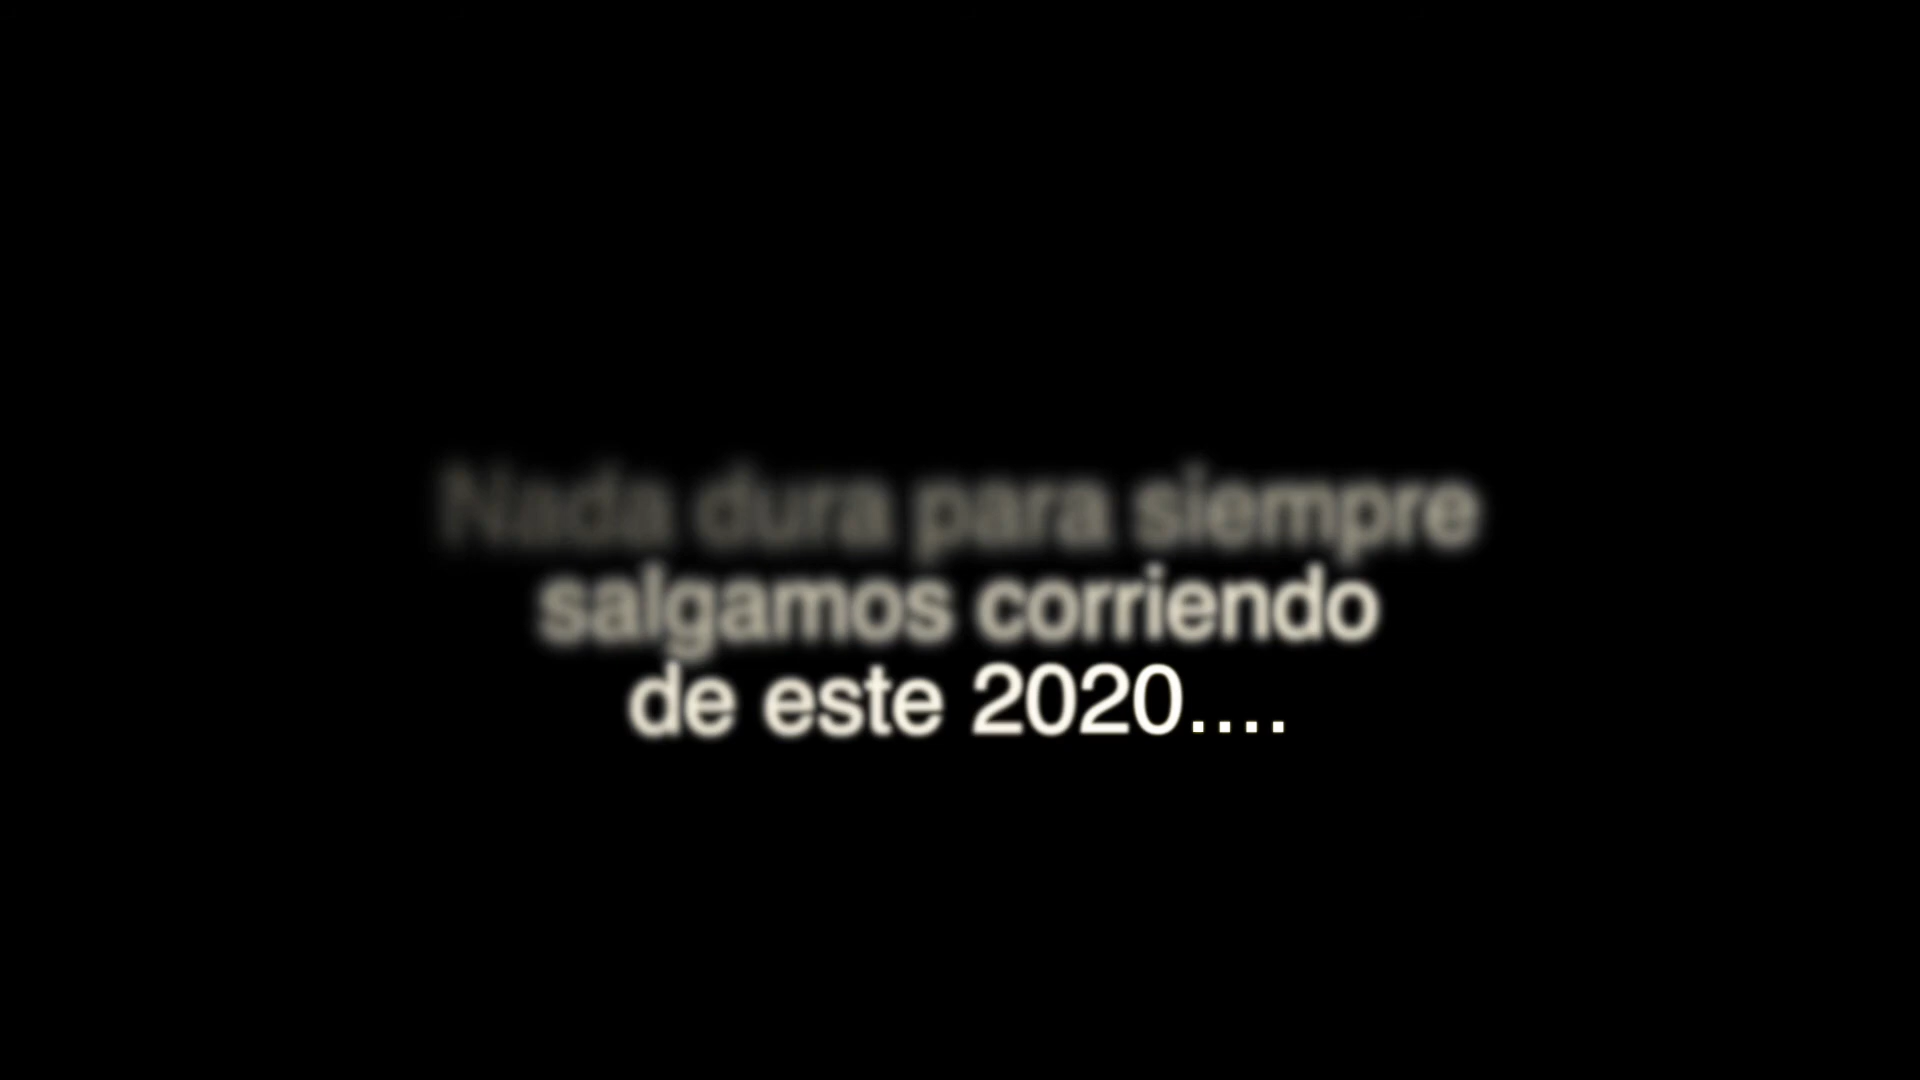 Nada dura para siempre
salgamos corriendo
de este 2020....